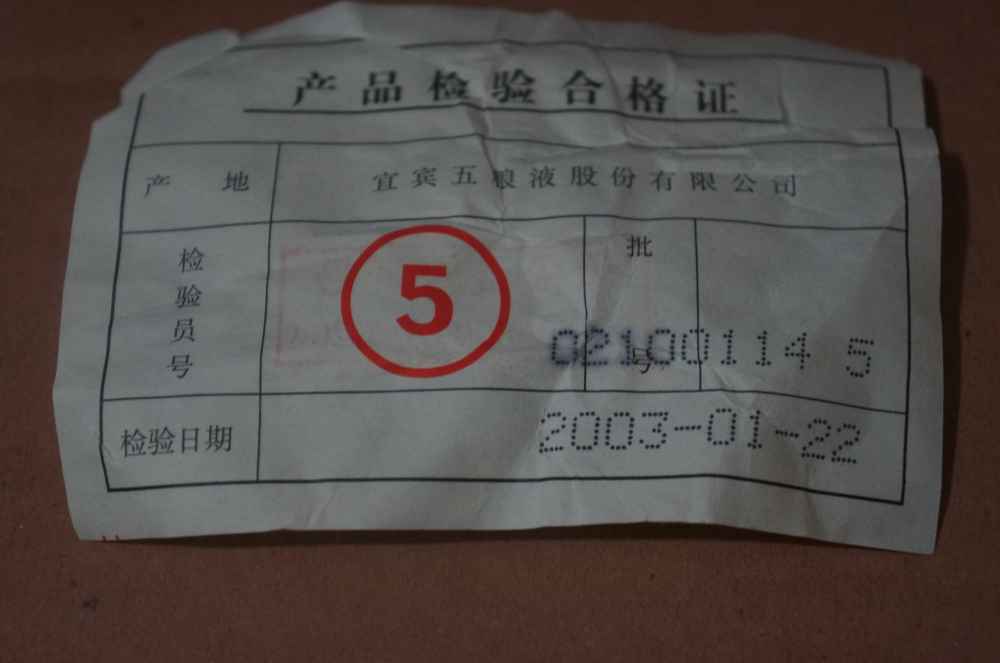 产品检验合格证
产 地 宜宾五粮液股份有限公司
检验员号 5 批号 02100114 5
检验日期 2003-01-22